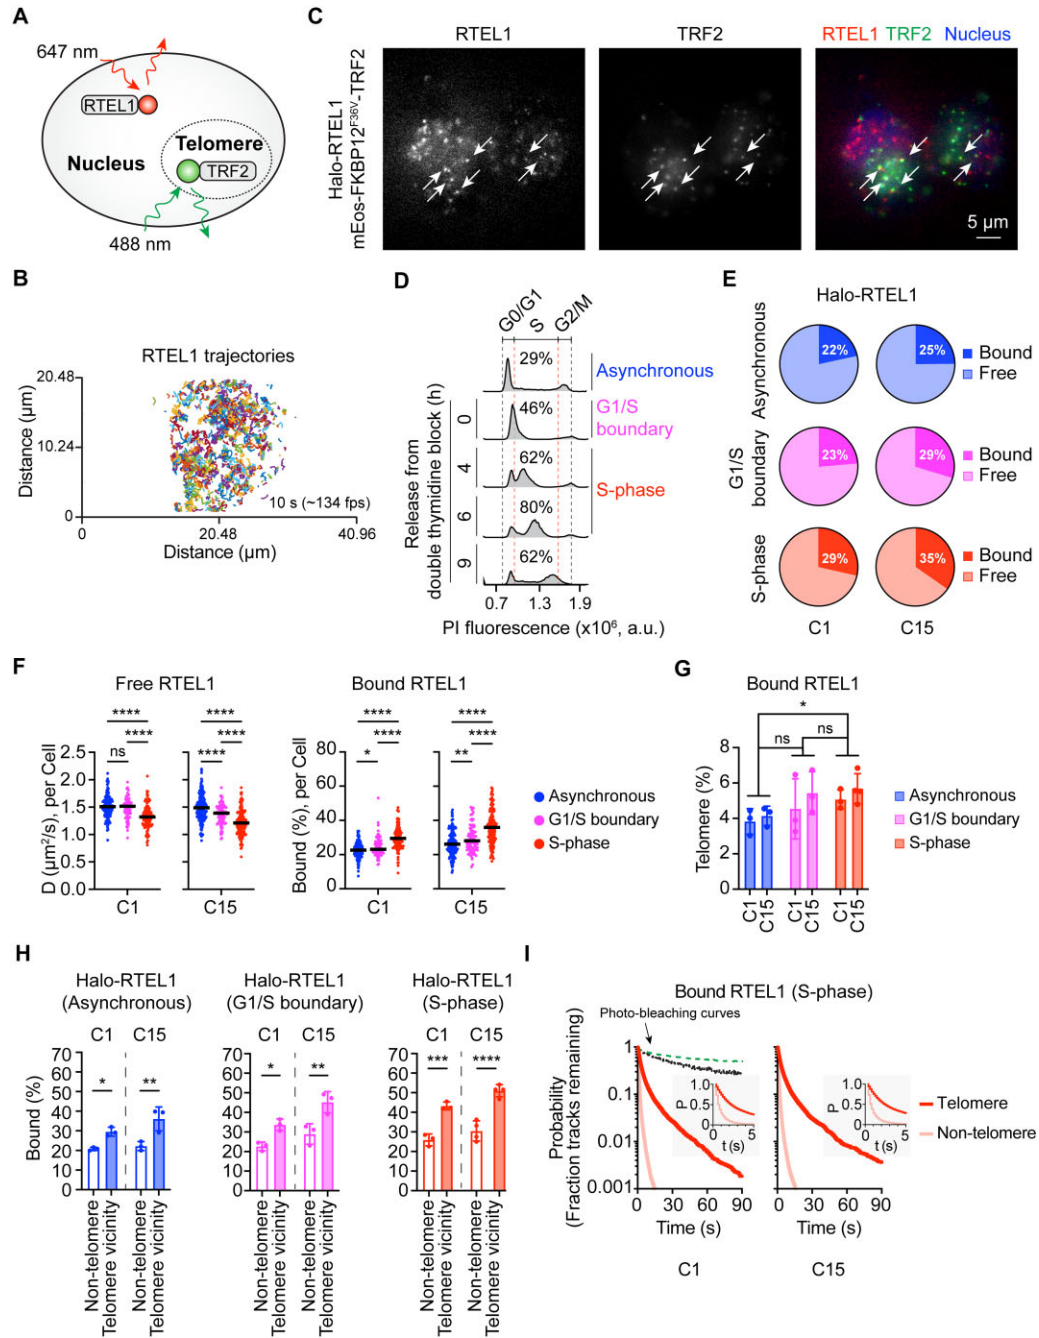 A
647 nm
RTEL1
Nucleus
Telomere
TRF2
488 nm
B
RTEL1 trajectories
20.48
10.24
0
Distance (µm)
10 s (~134 fps)
0
20.48
40.96
Distance (µm)
C
Halo-RTEL1
mEos-FKBP12F36V-TRF2
RTEL1
TRF2
RTEL1 TRF2 Nucleus
5 µm
D
G0/G1
S
G2/M
Release from
double thymidine block (h)
29%
Asynchronous
0
46%
G1/S
boundary
4
62%
S-phase
6
80%
9
62%
0.7 1.3 1.9
PI fluorescence (x10⁶, a.u.)
E
Halo-RTEL1
Asynchronous
22%
25%
Bound
Free
G1/S
boundary
23%
29%
Bound
Free
S-phase
29%
35%
Bound
Free
C1
C15
F
Free RTEL1
D (µm²/s), per Cell
2.5
2.0
1.5
1.0
0.5
0.0
****
ns
****
C1
****
****
****
C15
Bound RTEL1
Bound (%), per Cell
80
60
40
20
0
****
*
****
C1
****
**
****
C15
Asynchronous
G1/S boundary
S-phase
G
Bound RTEL1
Telomere (%)
8
6
4
2
0
*
ns
ns
C1
C15
C1
C15
C1
C15
Asynchronous
G1/S boundary
S-phase
H
Halo-RTEL1
(Asynchronous)
C1 C15
Bound (%)
70
60
50
40
30
20
10
0
*
**
Non-telomere
Telomere vicinity
Non-telomere
Telomere vicinity
Halo-RTEL1
(G1/S boundary)
C1 C15
70
60
50
40
30
20
10
0
*
**
Non-telomere
Telomere vicinity
Non-telomere
Telomere vicinity
Halo-RTEL1
(S-phase)
C1 C15
70
60
50
40
30
20
10
0
***
****
Non-telomere
Telomere vicinity
Non-telomere
Telomere vicinity
I
Bound RTEL1 (S-phase)
Photo-bleaching curves
Probability
(Fraction tracks remaining)
1
0.1
0.01
0.001
P
1.0
0.5
0
0 5
t (s)
0 30 60 90
Time (s)
C1
P
1.0
0.5
0
0 5
t (s)
0 30 60 90
Time (s)
C15
Telomere
Non-telomere